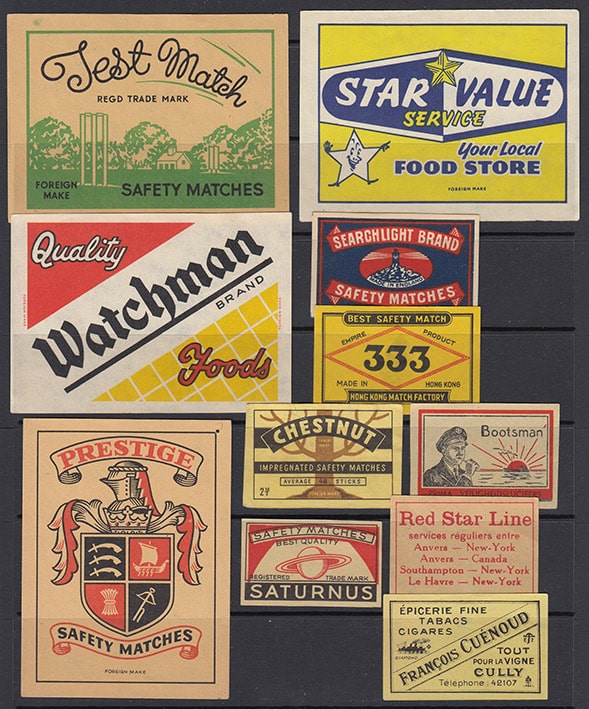 Test Match
REGD TRADE MARK
FOREIGN
MAKE
SAFETY MATCHES
STAR VALUE
SERVICE
Your Local
FOOD STORE
FOREIGN MAKE
Quality
Watchman
BRAND
Foods
FOREIGN MAKE
SEARCHLIGHT BRAND
MADE IN ENGLAND
SAFETY MATCHES
BEST SAFETY MATCH
EMPIRE PRODUCT
333
MADE IN HONG KONG
HONG KONG MATCH FACTORY
PRESTIGE
SAFETY MATCHES
FOREIGN MAKE
CHESTNUT
IMPREGNATED SAFETY MATCHES
AVERAGE 48 STICKS
2½
Bootsman
SAFETY MATCHES
BEST QUALITY
REGISTERED TRADE MARK
SATURNUS
Red Star Line
services réguliers entre
Anvers — New-York
Anvers — Canada
Southampton — New-York
Le Havre — New-York
ÉPICERIE FINE
TABACS
CIGARES
DIAMOND
FRANÇOIS CUÉNOUD
TOUT
POUR LA VIGNE
CULLY
Téléphone: 42107